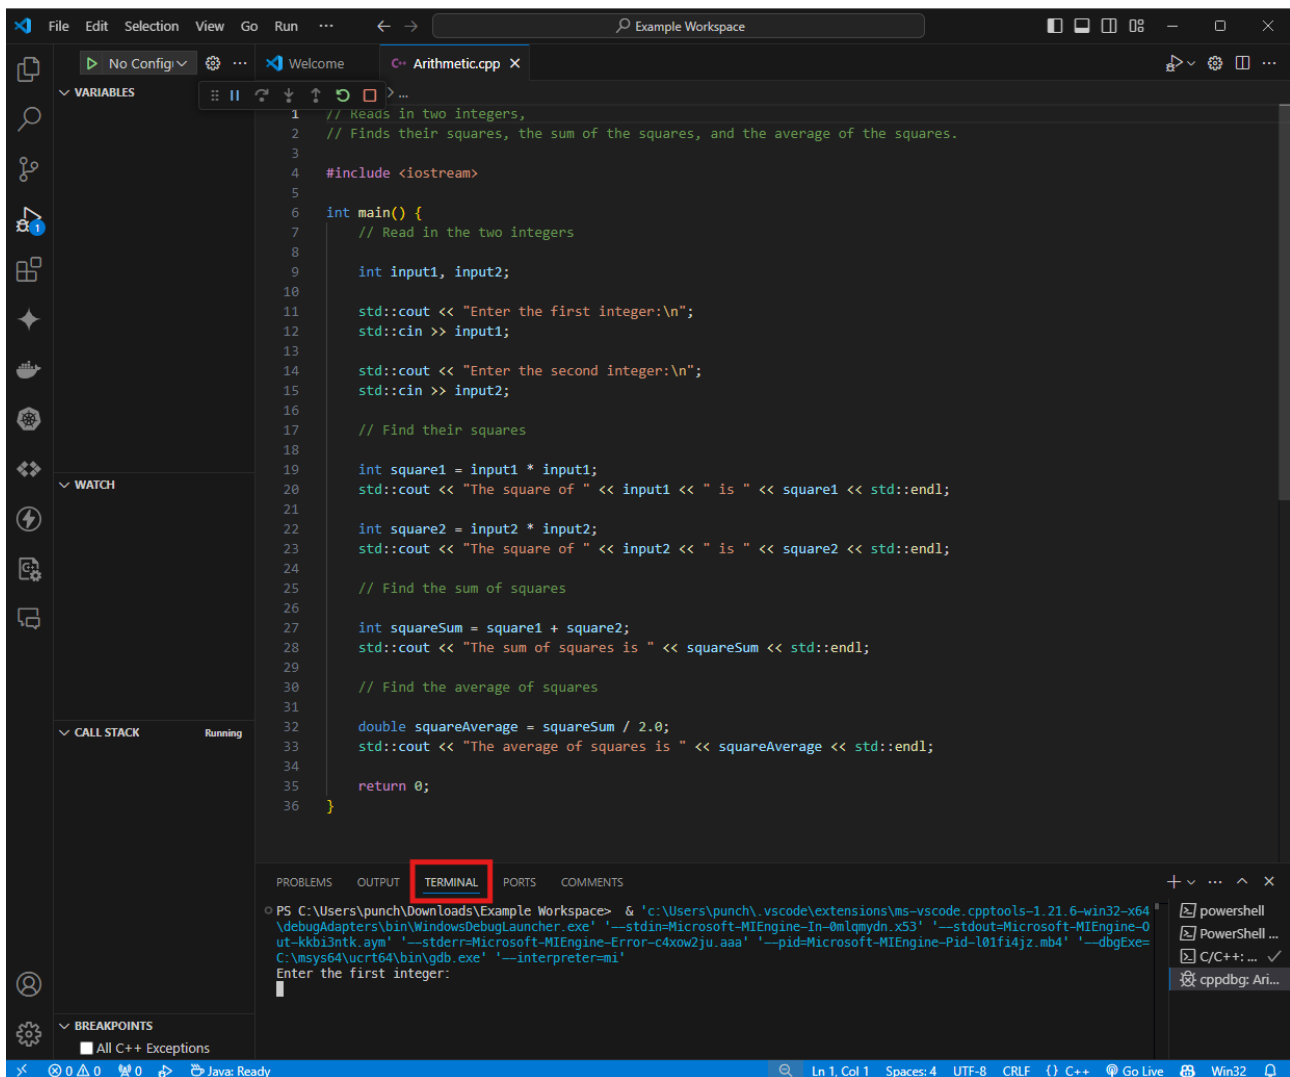 File Edit Selection View Go Run ··· Example Workspace
No Config Welcome C++ Arithmetic.cpp
VARIABLES
> ...
1 // Reads in two integers,
2 // Finds their squares, the sum of the squares, and the average of the squares.
3
4 #include <iostream>
5
6 int main() {
7 // Read in the two integers
8
9 int input1, input2;
10
11 std::cout << "Enter the first integer:\n";
12 std::cin >> input1;
13
14 std::cout << "Enter the second integer:\n";
15 std::cin >> input2;
16
17 // Find their squares
18
19 int square1 = input1 * input1;
20 std::cout << "The square of " << input1 << " is " << square1 << std::endl;
21
22 int square2 = input2 * input2;
23 std::cout << "The square of " << input2 << " is " << square2 << std::endl;
24
25 // Find the sum of squares
26
27 int squareSum = square1 + square2;
28 std::cout << "The sum of squares is " << squareSum << std::endl;
29
30 // Find the average of squares
31
32 double squareAverage = squareSum / 2.0;
33 std::cout << "The average of squares is " << squareAverage << std::endl;
34
35 return 0;
36 }
1
WATCH
CALL STACK Running
BREAKPOINTS
All C++ Exceptions
PROBLEMS OUTPUT TERMINAL PORTS COMMENTS
PS C:\Users\punch\Downloads\Example Workspace> & 'c:\Users\punch\.vscode\extensions\ms-vscode.cpptools-1.21.6-win32-x64
\debugAdapters\bin\WindowsDebugLauncher.exe' '--stdin=Microsoft-MIEngine-In-0mlqmydn.x53' '--stdout=Microsoft-MIEngine-O
ut-kkbi3ntk.aym' '--stderr=Microsoft-MIEngine-Error-c4xow2ju.aaa' '--pid=Microsoft-MIEngine-Pid-l01fi4jz.mb4' '--dbgExe=
C:\msys64\ucrt64\bin\gdb.exe' '--interpreter=mi'
Enter the first integer:
powershell
PowerShell ...
C/C++: ...
cppdbg: Ari...
0 0 0 Java: Ready Ln 1, Col 1 Spaces: 4 UTF-8 CRLF {} C++ Go Live Win32